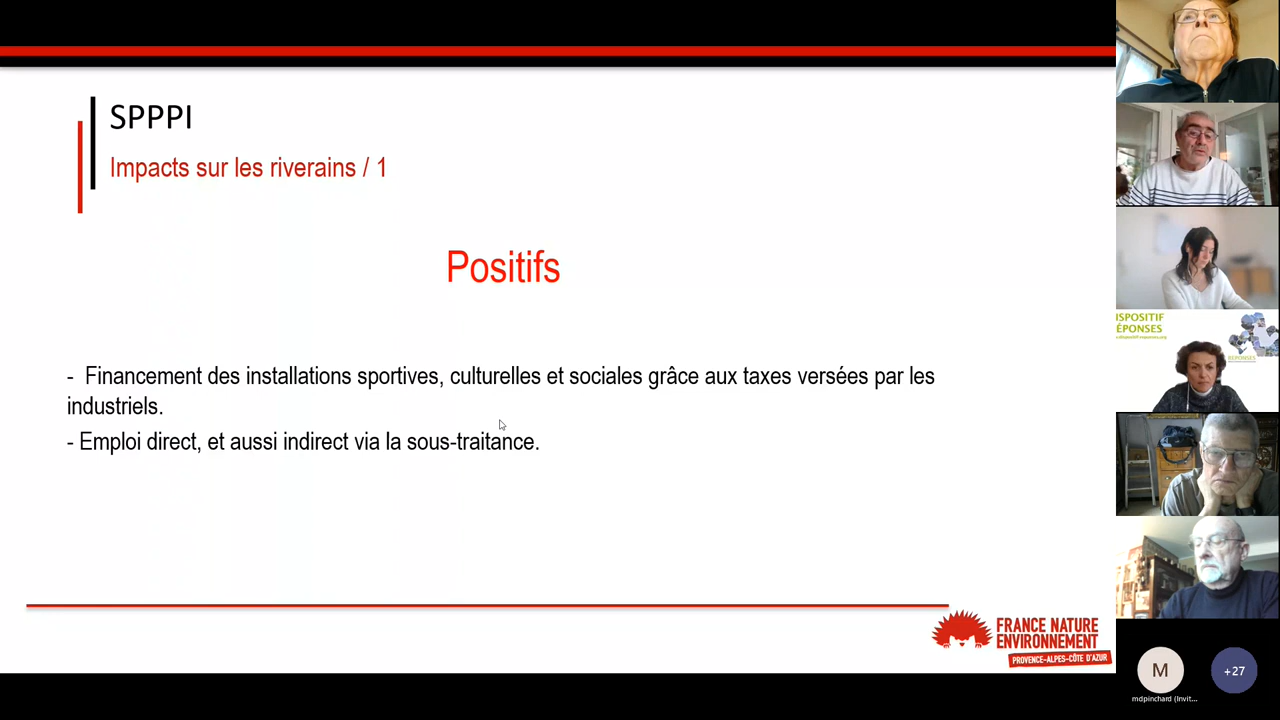 SPPPI
Impacts sur les riverains / 1
Positifs
- Financement des installations sportives, culturelles et sociales grâce aux taxes versées par les
industriels.
- Emploi direct, et aussi indirect via la sous-traitance.
FRANCE NATURE
ENVIRONNEMENT
PROVENCE-ALPES-CÔTE D'AZUR
ISPOSITIF
ÉPONSES
REPONSES
M
+27
mdpinchard (Invit...